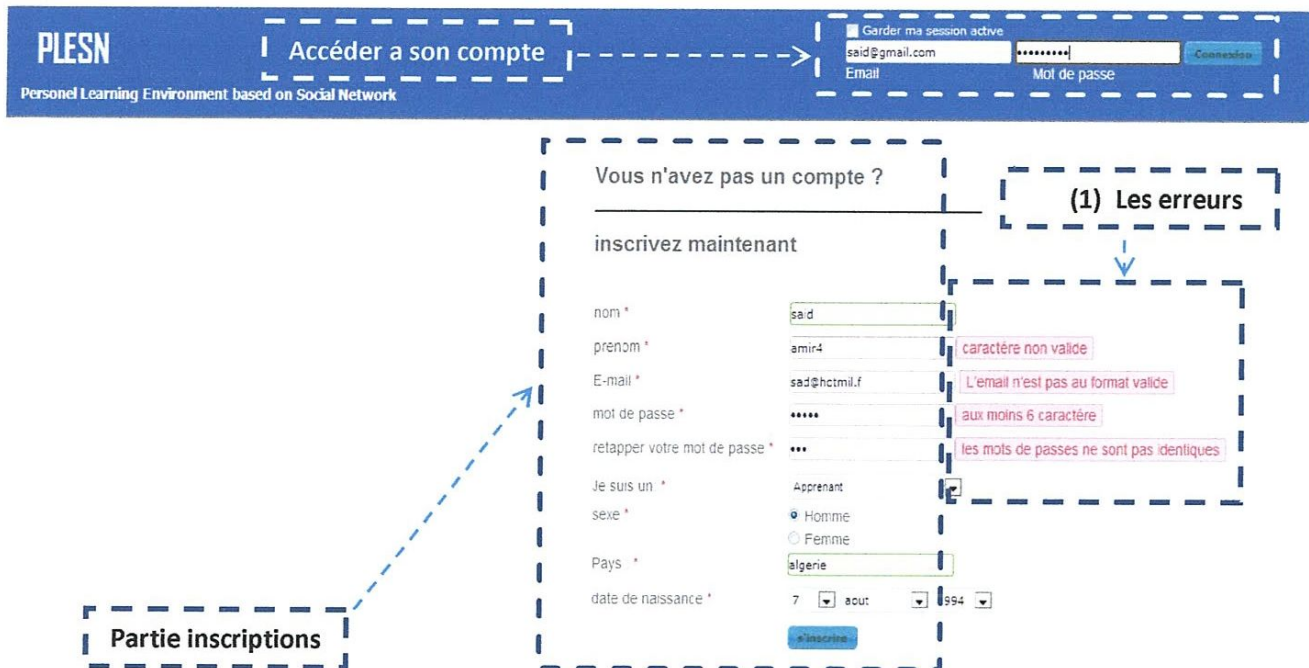 PLESN
Accéder a son compte
Garder ma session active
said@gmail.com
Connexion
Email
Mot de passe
Personel Learning Environment based on Social Network
Vous n'avez pas un compte ?
(1) Les erreurs
inscrivez maintenant
nom * said
prenom * amir4 caractére non valide
E-mail * sad@hotmil.f L'email n'est pas au format valide
mot de passe * ••••• aux moins 6 caractére
retapper votre mot de passe * ••• les mots de passes ne sont pas identiques
Je suis un * Apprenant
sexe * Homme
Femme
Pays * algerie
date de naissance * 7 aout 1994
s'inscrire
Partie inscriptions